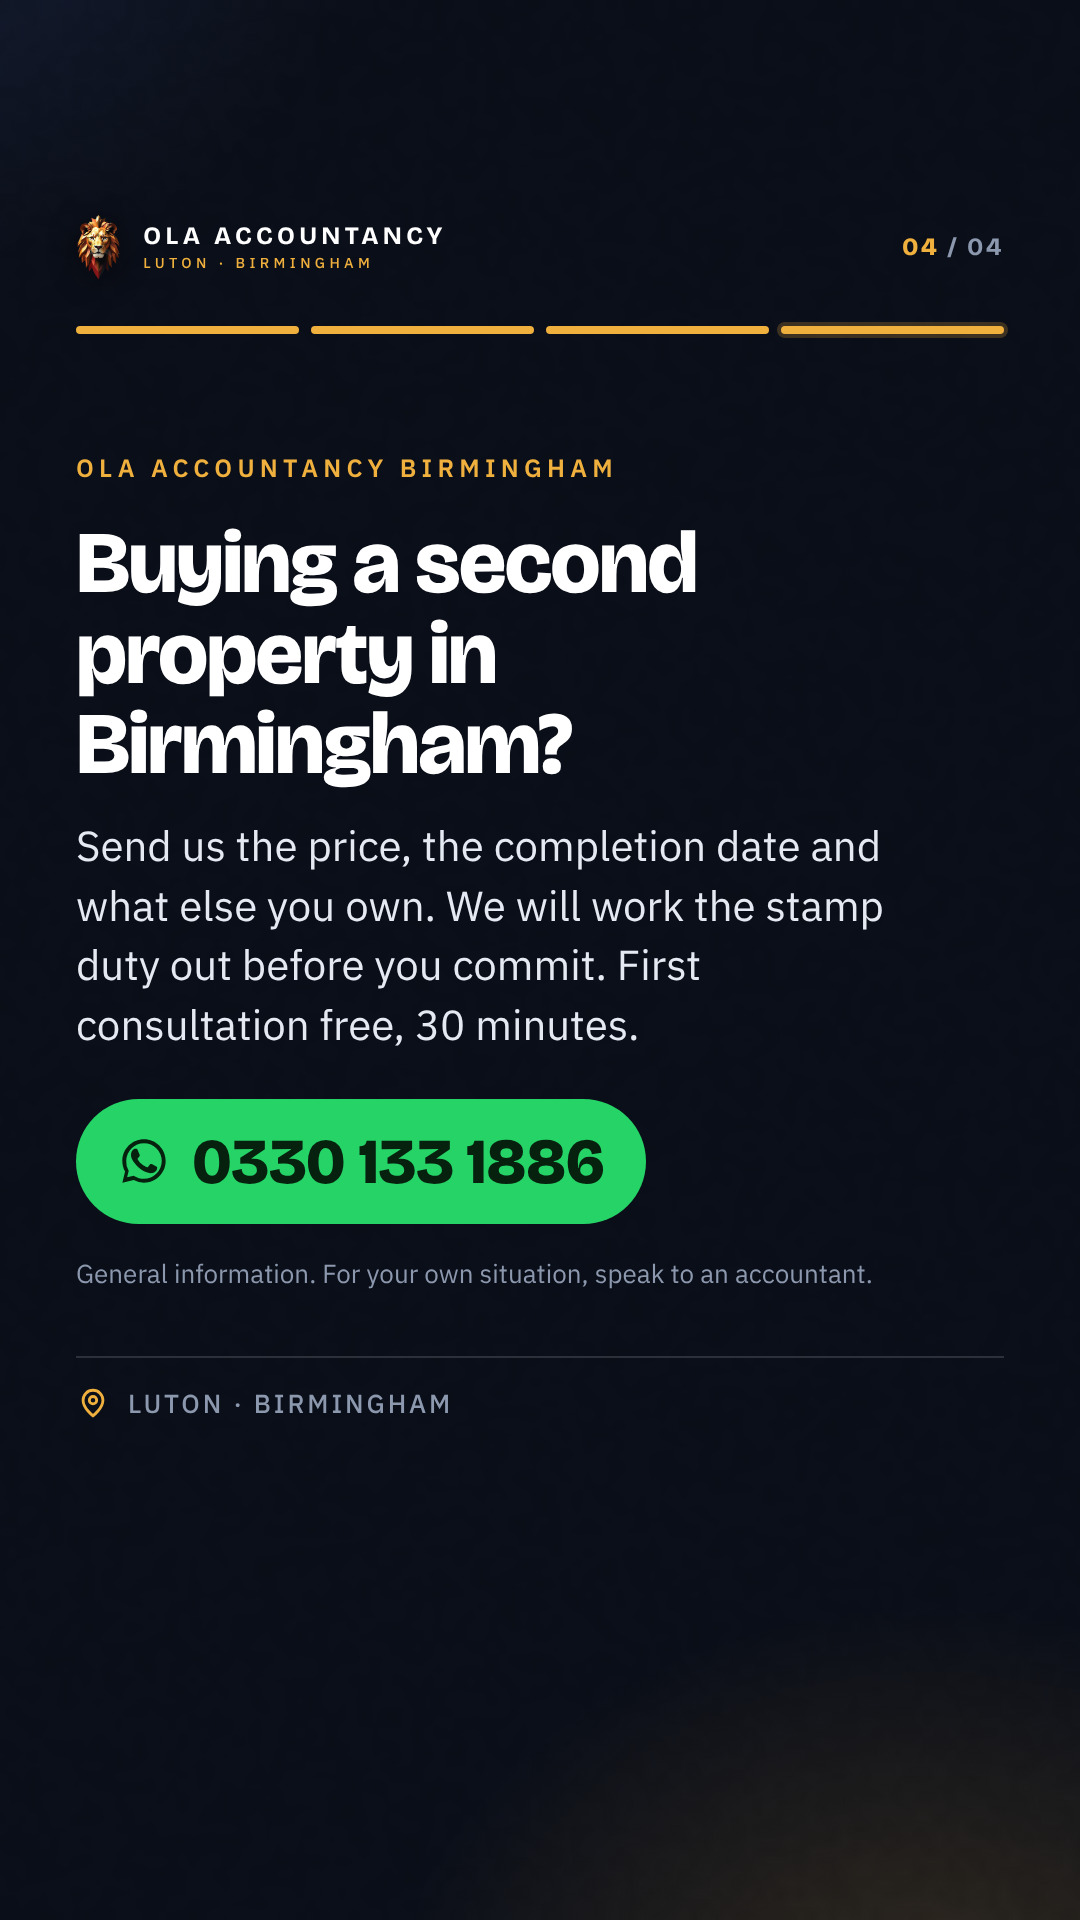 OLA ACCOUNTANCY
LUTON · BIRMINGHAM
04 / 04
OLA ACCOUNTANCY BIRMINGHAM
Buying a second
property in
Birmingham?
Send us the price, the completion date and
what else you own. We will work the stamp
duty out before you commit. First
consultation free, 30 minutes.
0330 133 1886
General information. For your own situation, speak to an accountant.
LUTON · BIRMINGHAM